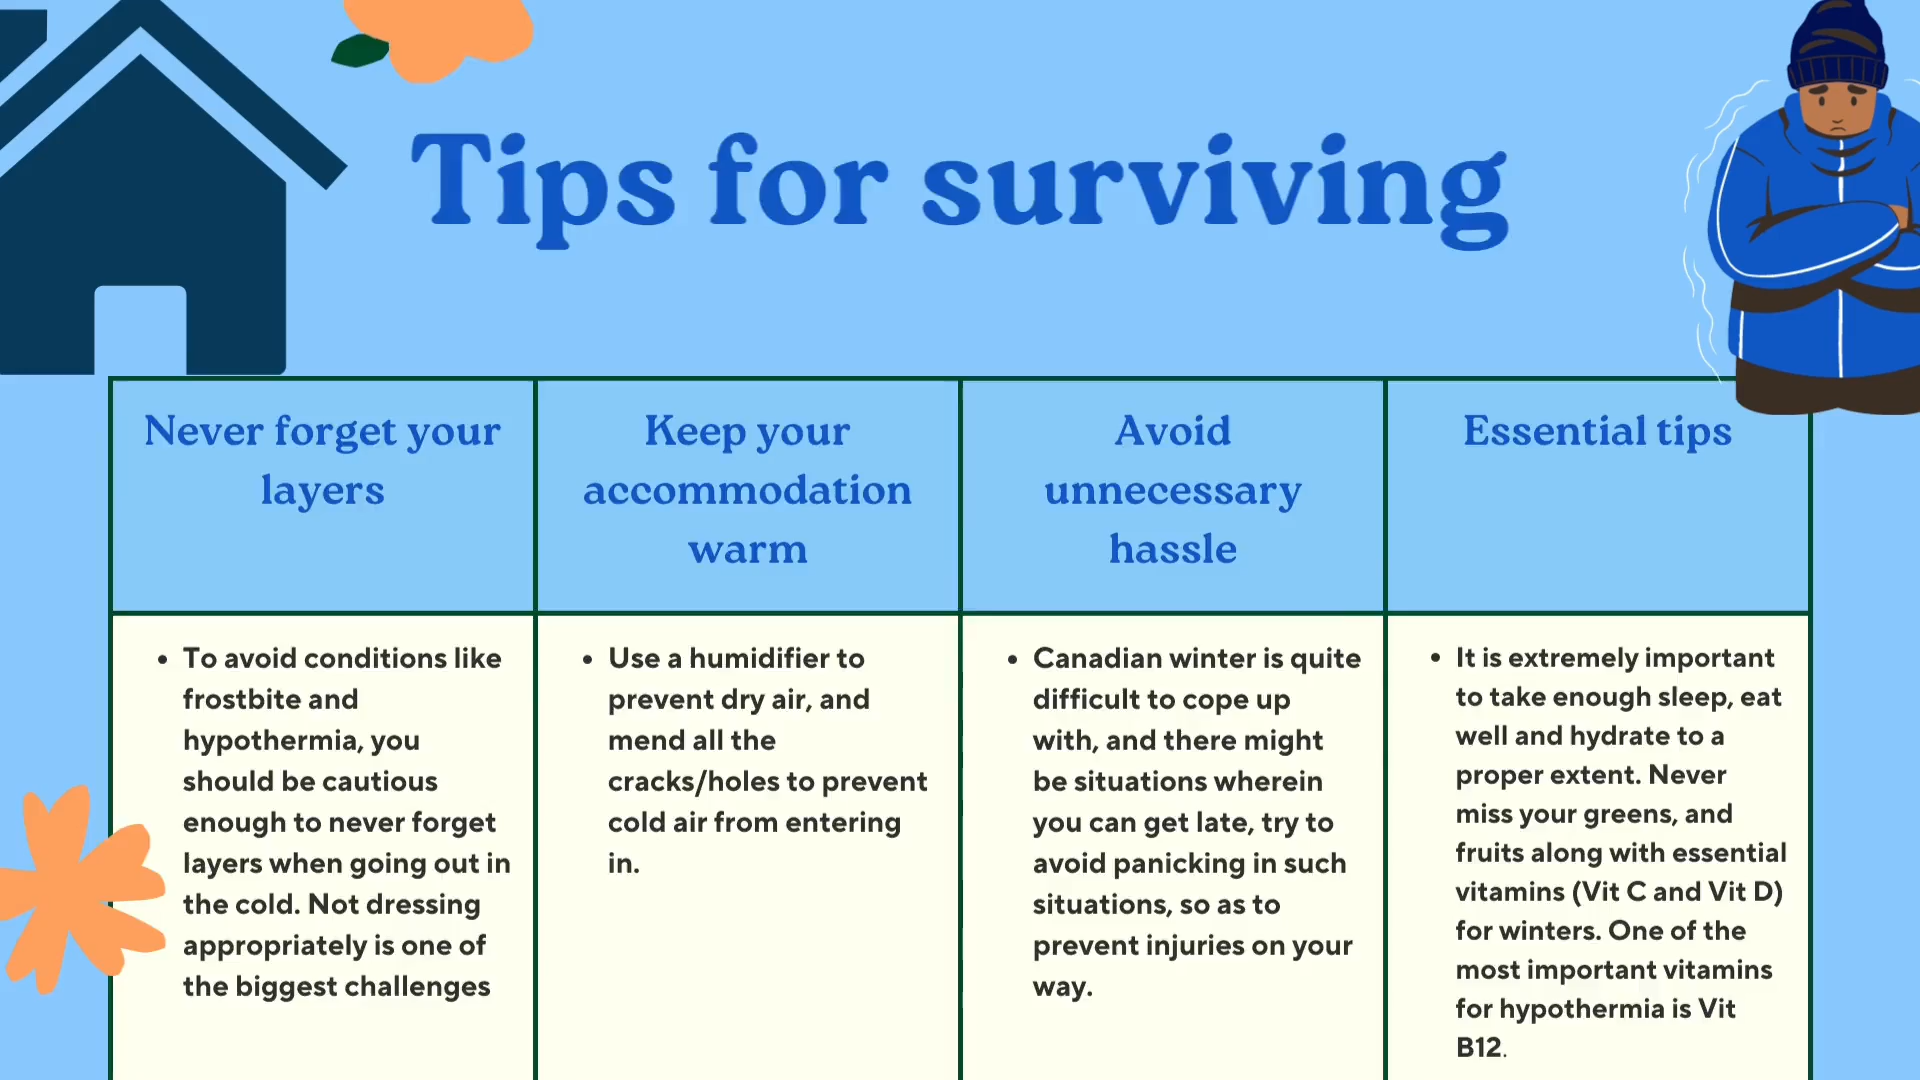 Tips for surviving
Never forget your
layers
Keep your
accommodation
warm
Avoid
unnecessary
hassle
Essential tips
To avoid conditions like
frostbite and
hypothermia, you
should be cautious
enough to never forget
layers when going out in
the cold. Not dressing
appropriately is one of
the biggest challenges
Use a humidifier to
prevent dry air, and
mend all the
cracks/holes to prevent
cold air from entering
in.
Canadian winter is quite
difficult to cope up
with, and there might
be situations wherein
you can get late, try to
avoid panicking in such
situations, so as to
prevent injuries on your
way.
It is extremely important
to take enough sleep, eat
well and hydrate to a
proper extent. Never
miss your greens, and
fruits along with essential
vitamins (Vit C and Vit D)
for winters. One of the
most important vitamins
for hypothermia is Vit
B12.